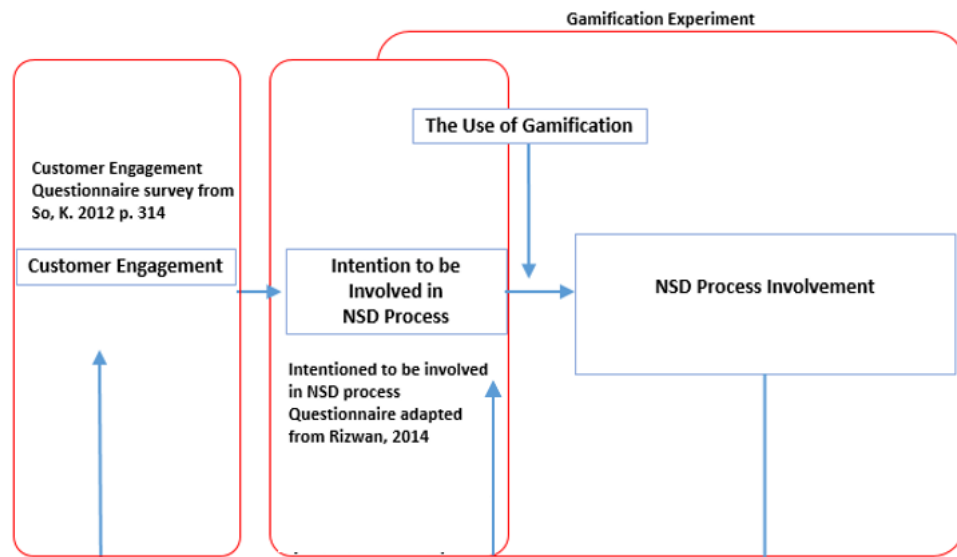 Gamification Experiment
The Use of Gamification
Customer Engagement
Questionnaire survey from
So, K. 2012 p. 314
Customer Engagement
Intention to be
Involved in
NSD Process
NSD Process Involvement
Intentioned to be involved
in NSD process
Questionnaire adapted
from Rizwan, 2014